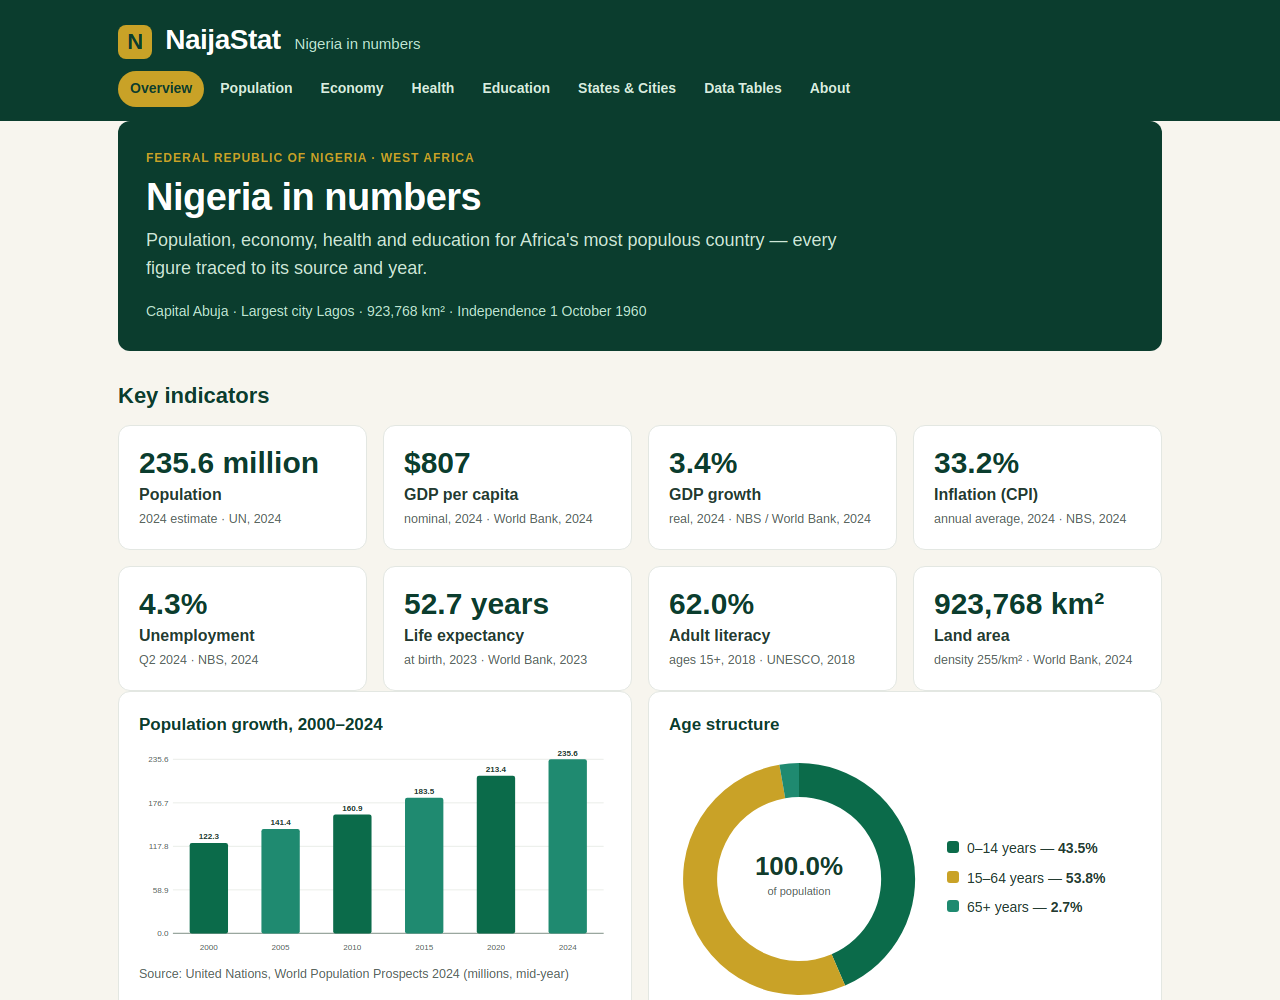 N NaijaStat Nigeria in numbers
Overview Population Economy Health Education States & Cities Data Tables About
FEDERAL REPUBLIC OF NIGERIA · WEST AFRICA
Nigeria in numbers
Population, economy, health and education for Africa's most populous country — every
figure traced to its source and year.
Capital Abuja · Largest city Lagos · 923,768 km² · Independence 1 October 1960
Key indicators
235.6 million
Population
2024 estimate · UN, 2024
$807
GDP per capita
nominal, 2024 · World Bank, 2024
3.4%
GDP growth
real, 2024 · NBS / World Bank, 2024
33.2%
Inflation (CPI)
annual average, 2024 · NBS, 2024
4.3%
Unemployment
Q2 2024 · NBS, 2024
52.7 years
Life expectancy
at birth, 2023 · World Bank, 2023
62.0%
Adult literacy
ages 15+, 2018 · UNESCO, 2018
923,768 km²
Land area
density 255/km² · World Bank, 2024
Population growth, 2000–2024
235.6
176.7
117.8
58.9
0.0
122.3
141.4
160.9
183.5
213.4
235.6
2000 2005 2010 2015 2020 2024
Source: United Nations, World Population Prospects 2024 (millions, mid-year)
Age structure
100.0%
of population
0–14 years — 43.5%
15–64 years — 53.8%
65+ years — 2.7%